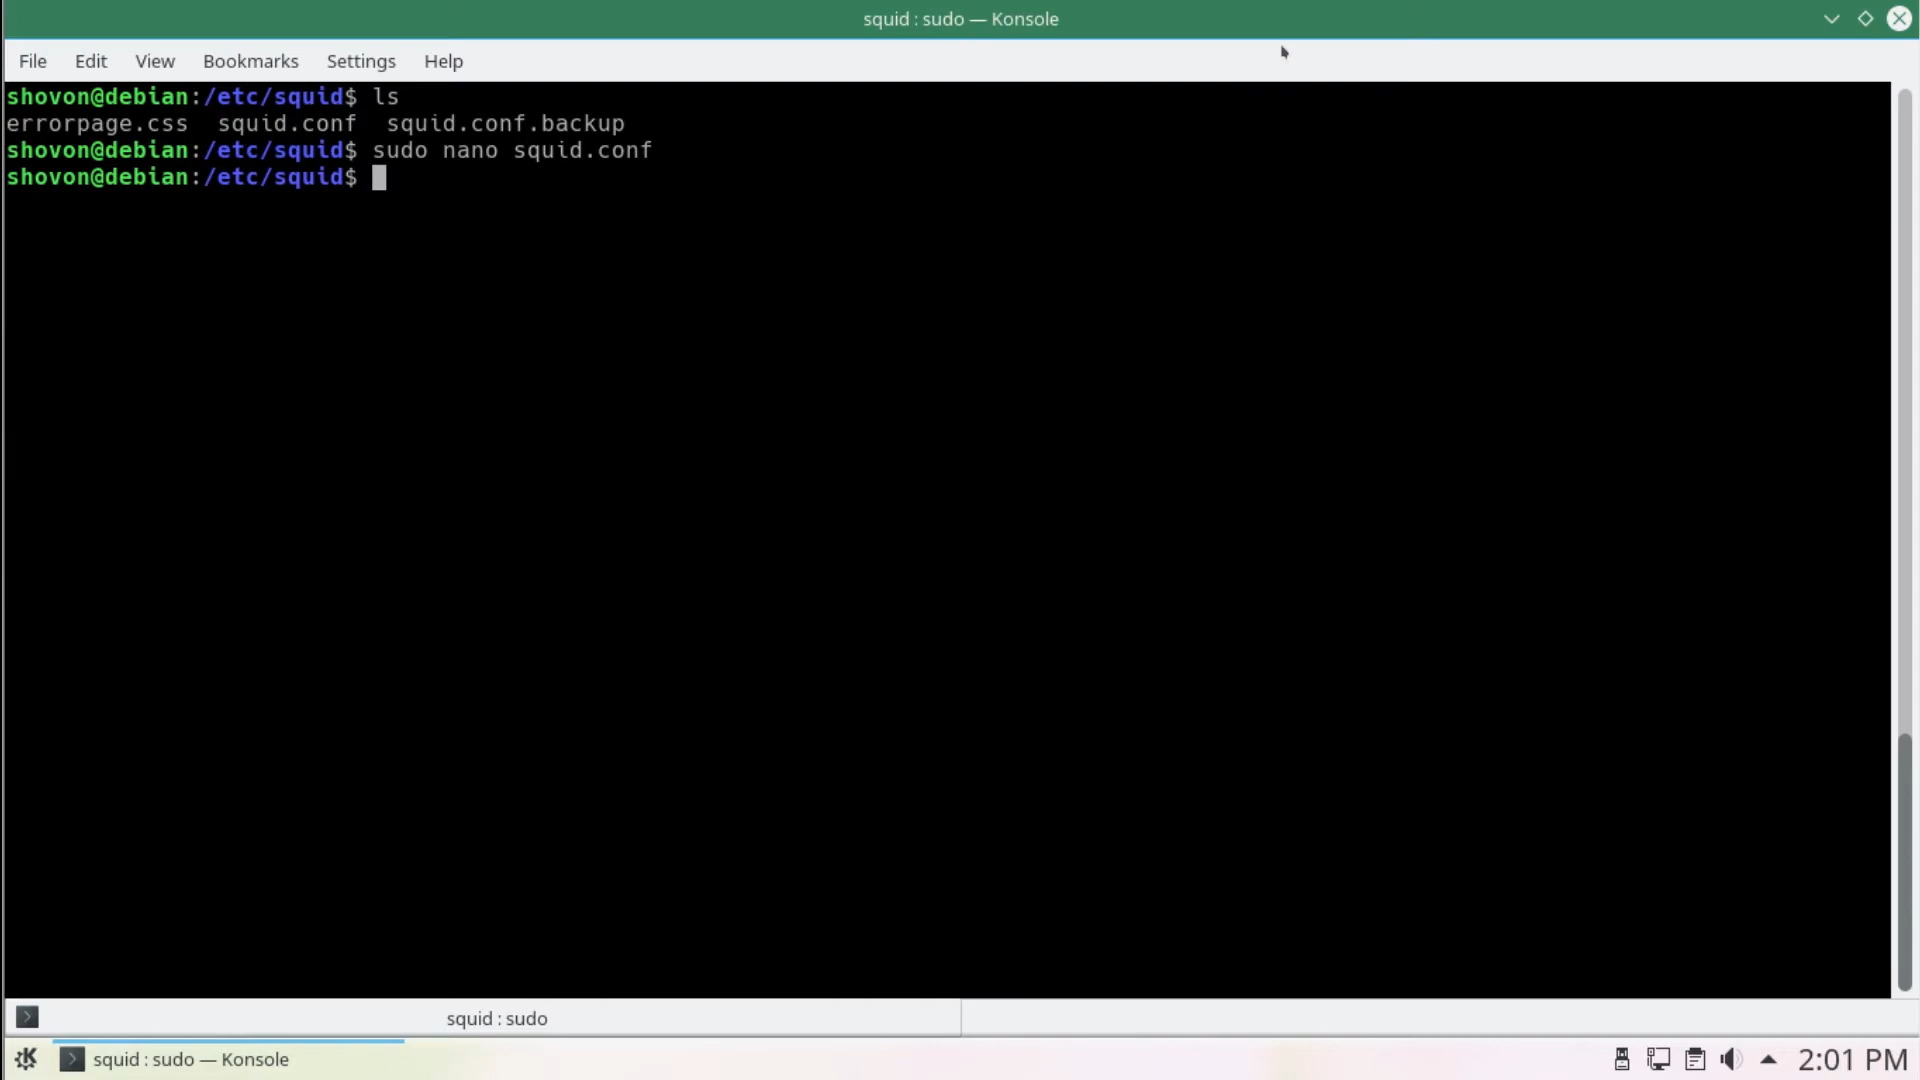 squid : sudo — Konsole
File Edit View Bookmarks Settings Help
shovon@debian:/etc/squid$ ls
errorpage.css  squid.conf  squid.conf.backup
shovon@debian:/etc/squid$ sudo nano squid.conf
shovon@debian:/etc/squid$
squid : sudo
squid : sudo — Konsole
2:01 PM